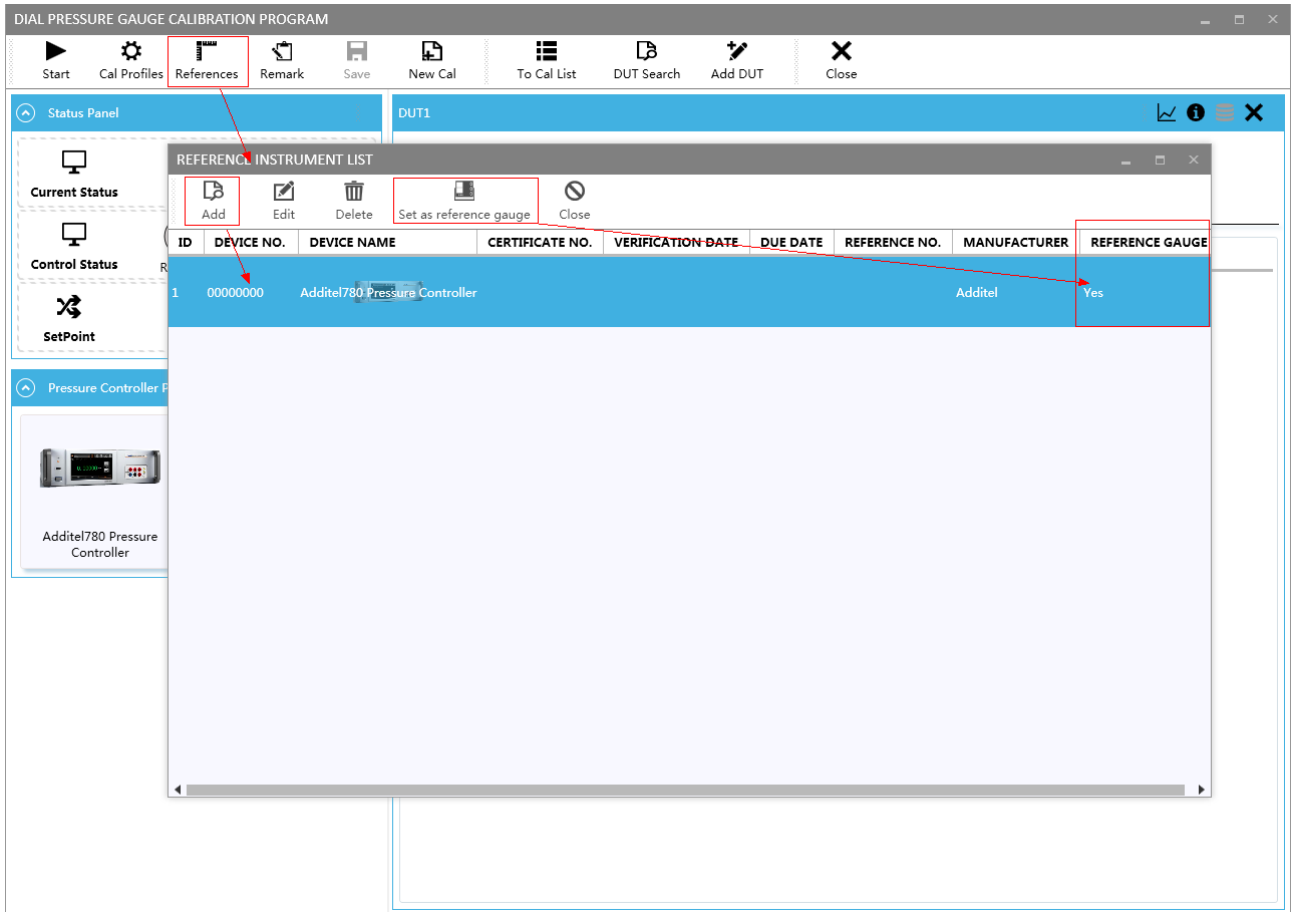 DIAL PRESSURE GAUGE CALIBRATION PROGRAM
Start Cal Profiles References Remark Save New Cal To Cal List DUT Search Add DUT Close
Status Panel
DUT1
Current Status
Control Status
SetPoint
Pressure Controller
Additel780 Pressure
Controller
REFERENCE INSTRUMENT LIST
Add Edit Delete Set as reference gauge Close
ID DEVICE NO. DEVICE NAME CERTIFICATE NO. VERIFICATION DATE DUE DATE REFERENCE NO. MANUFACTURER REFERENCE GAUGE
1 00000000 Additel780 Pressure Controller Additel Yes